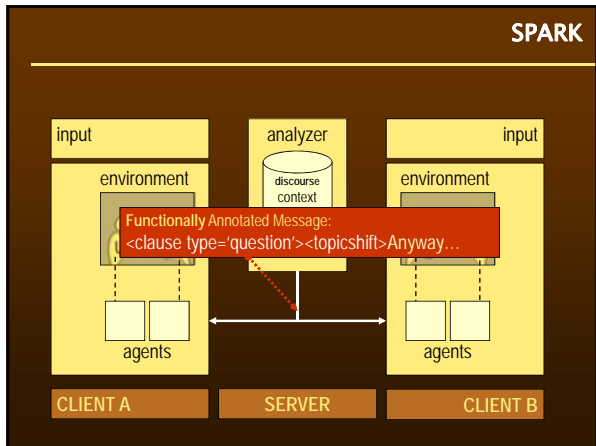 SPARK
input
analyzer
input
environment
discourse
context
environment
Functionally Annotated Message:
<clause type='question'><topicshift>Anyway…
agents
agents
CLIENT A
SERVER
CLIENT B